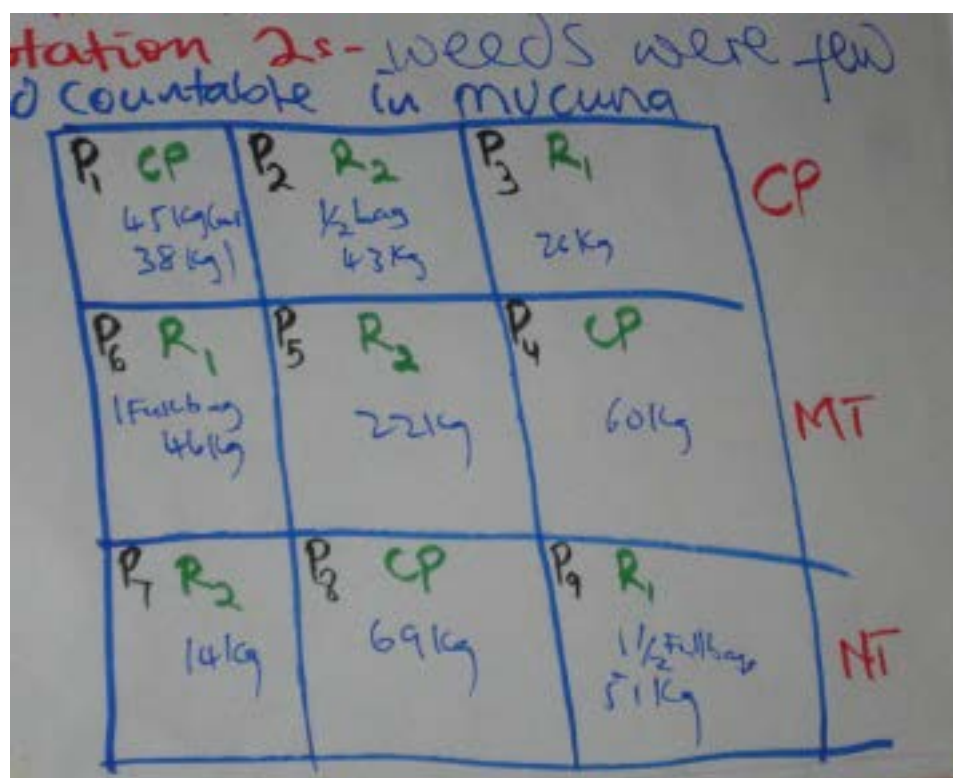 tation 2s- weeds were few
d countable in mucuna
P1 CP P2 R2 P3 R1 CP
45kg 1/2 bag
38kg) 43kg 26kg
P6 R1 P5 R2 P4 CP
1 Full bag 22kg 60kg MT
46kg
P7 R2 P8 CP P9 R1
14kg 69kg 1 1/2 Full bags NT
51kg